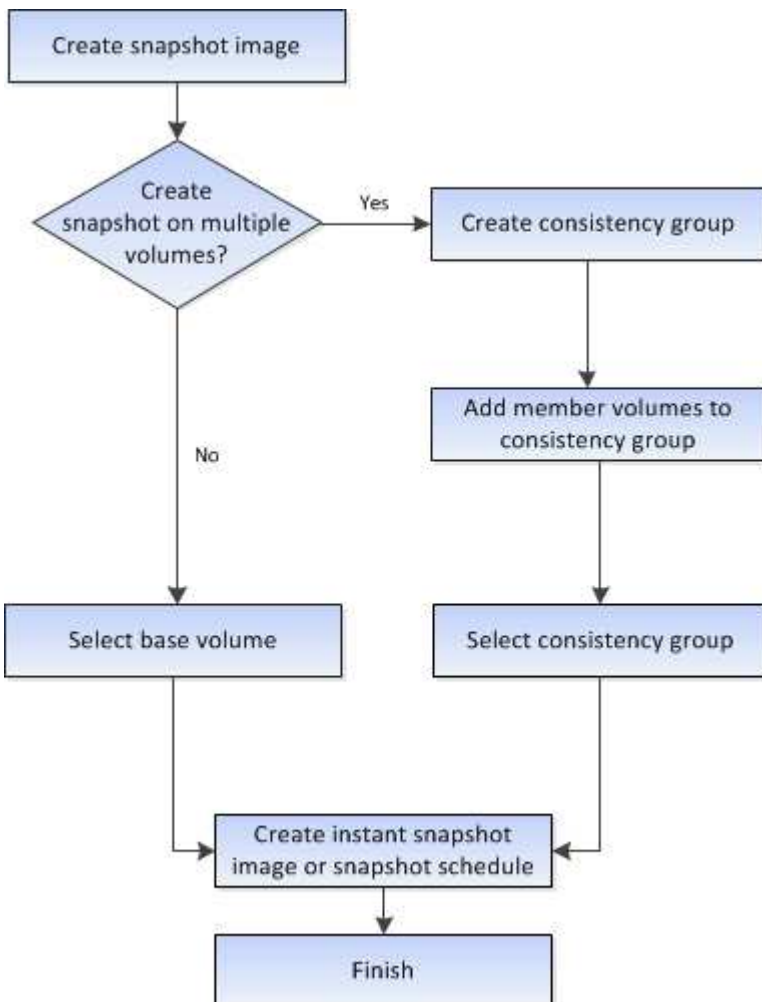 Create snapshot image
Create
snapshot on multiple
volumes?
Yes
Create consistency group
Add member volumes to
consistency group
No
Select base volume
Select consistency group
Create instant snapshot
image or snapshot schedule
Finish